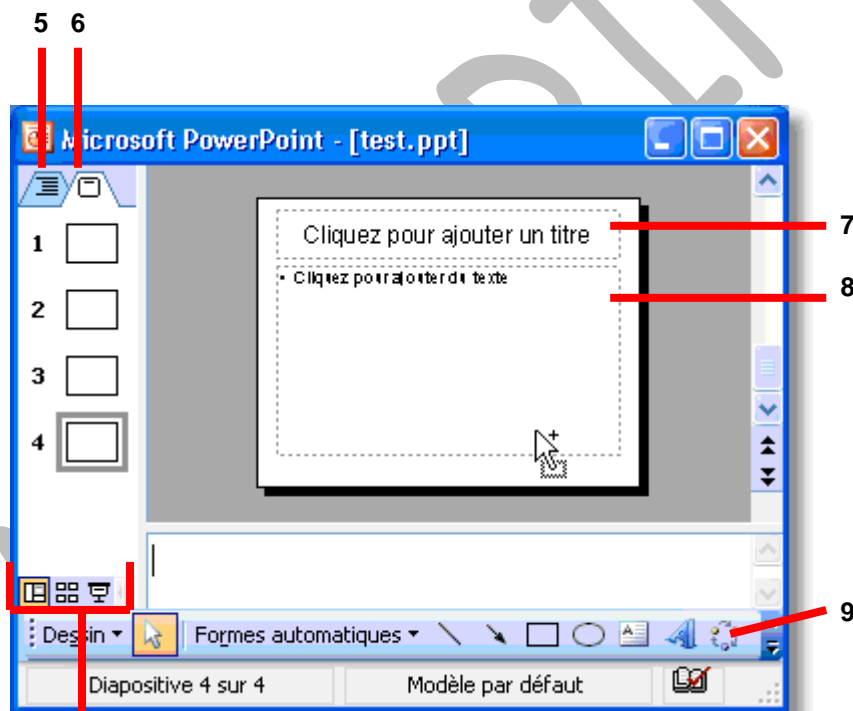 5 6
Microsoft PowerPoint - [test.ppt]
1
2
3
4
Cliquez pour ajouter un titre
• Cliquez pour ajouter du texte
7
8
9
Dessin Formes automatiques
Diapositive 4 sur 4 Modèle par défaut